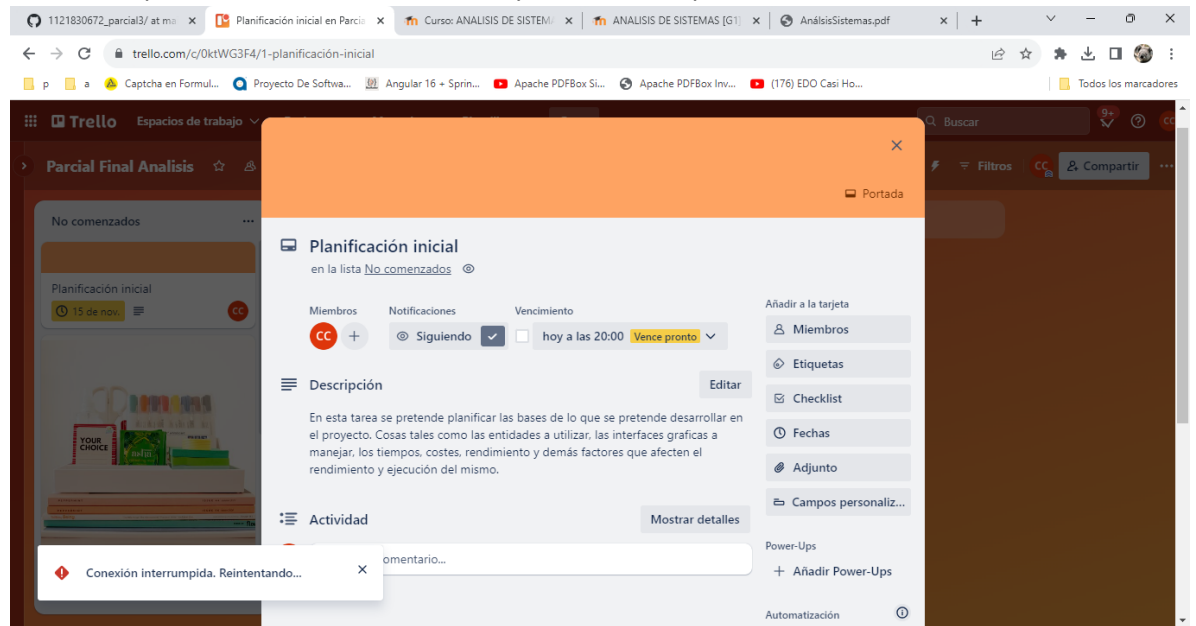 1121830672_parcial3/ at ma
Planificación inicial en Parcia
Curso: ANALISIS DE SISTEMA
ANALISIS DE SISTEMAS [G1]
AnálsisSistemas.pdf
trello.com/c/0ktWG3F4/1-planificación-inicial
p
a
Captcha en Formul...
Proyecto De Softwa...
Angular 16 + Sprin...
Apache PDFBox Si...
Apache PDFBox Inv...
(176) EDO Casi Ho...
Todos los marcadores
Trello
Espacios de trabajo
Buscar
9+
CC
Parcial Final Analisis
Filtros
CC
Compartir
Portada
No comenzados
Planificación inicial
15 de nov.
CC
YOUR
CHOICE
Planificación inicial
en la lista No comenzados
Miembros
Notificaciones
Vencimiento
CC
Siguiendo
hoy a las 20:00
Vence pronto
Descripción
Editar
En esta tarea se pretende planificar las bases de lo que se pretende desarrollar en
el proyecto. Cosas tales como las entidades a utilizar, las interfaces graficas a
manejar, los tiempos, costes, rendimiento y demás factores que afecten el
rendimiento y ejecución del mismo.
Actividad
Mostrar detalles
omentario...
Añadir a la tarjeta
Miembros
Etiquetas
Checklist
Fechas
Adjunto
Campos personaliz...
Power-Ups
Añadir Power-Ups
Automatización
Conexión interrumpida. Reintentando...